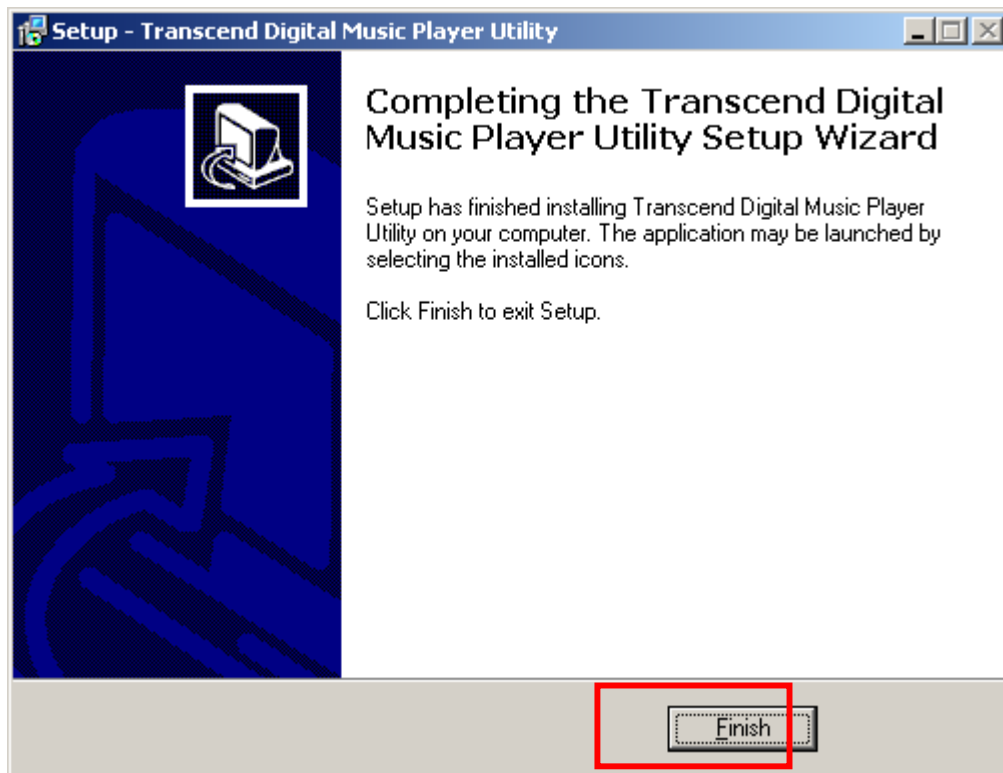 Setup - Transcend Digital Music Player Utility
Completing the Transcend Digital
Music Player Utility Setup Wizard
Setup has finished installing Transcend Digital Music Player
Utility on your computer. The application may be launched by
selecting the installed icons.
Click Finish to exit Setup.
Finish